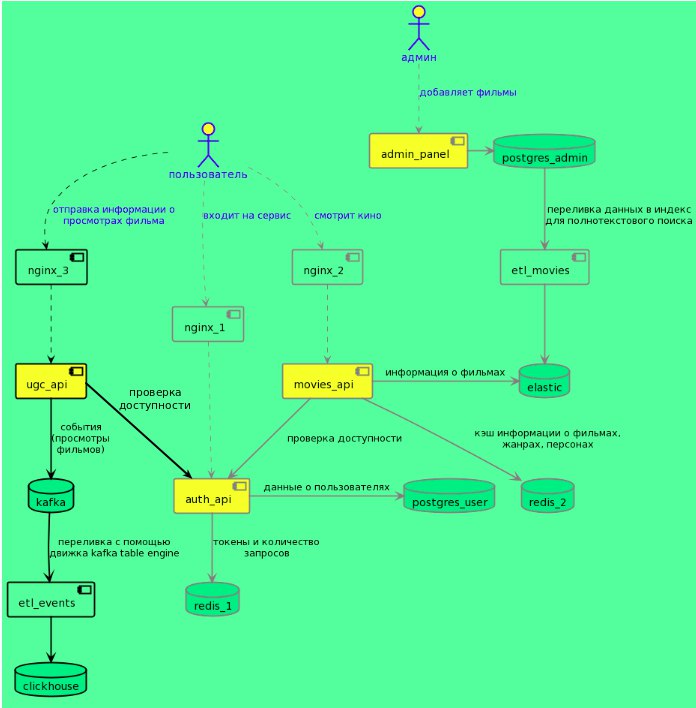 админ
добавляет фильмы
admin_panel
postgres_admin
пользователь
отправка информации о
просмотрах фильма
входит на сервис
смотрит кино
переливка данных в индекс
для полнотекстового поиска
nginx_3
nginx_2
etl_movies
nginx_1
ugc_api
проверка
доступности
movies_api
информация о фильмах
elastic
события
(просмотры
фильмов)
проверка доступности
кэш информации о фильмах,
жанрах, персонах
kafka
auth_api
данные о пользователях
postgres_user
redis_2
переливка с помощью
движка kafka table engine
токены и количество
запросов
etl_events
redis_1
clickhouse